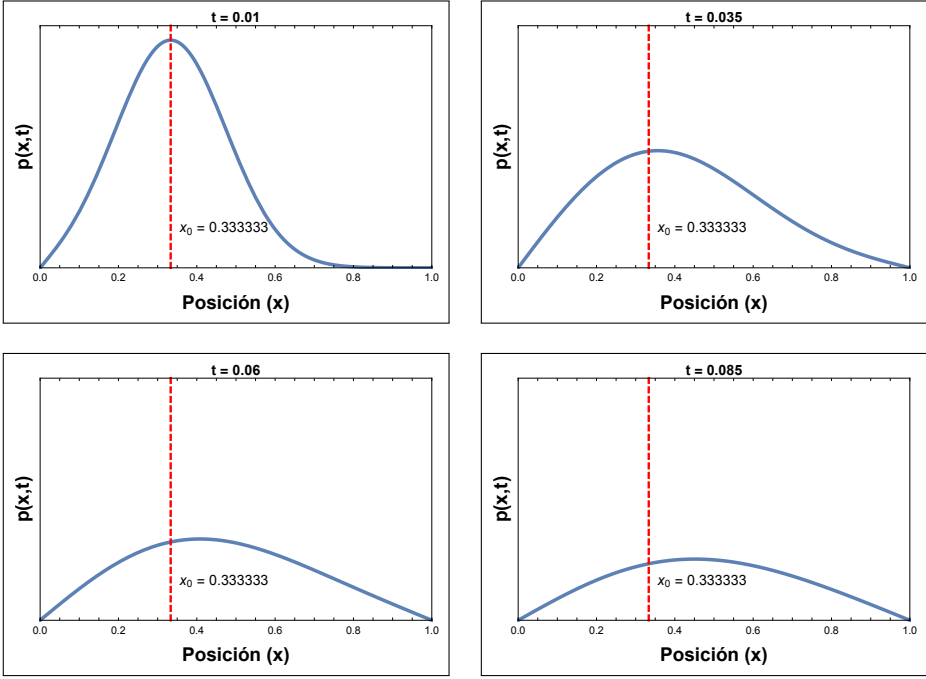 t = 0.01
p(x,t)
x₀ = 0.333333
0.0 0.2 0.4 0.6 0.8 1.0
Posición (x)
t = 0.035
p(x,t)
x₀ = 0.333333
0.0 0.2 0.4 0.6 0.8 1.0
Posición (x)
t = 0.06
p(x,t)
x₀ = 0.333333
0.0 0.2 0.4 0.6 0.8 1.0
Posición (x)
t = 0.085
p(x,t)
x₀ = 0.333333
0.0 0.2 0.4 0.6 0.8 1.0
Posición (x)